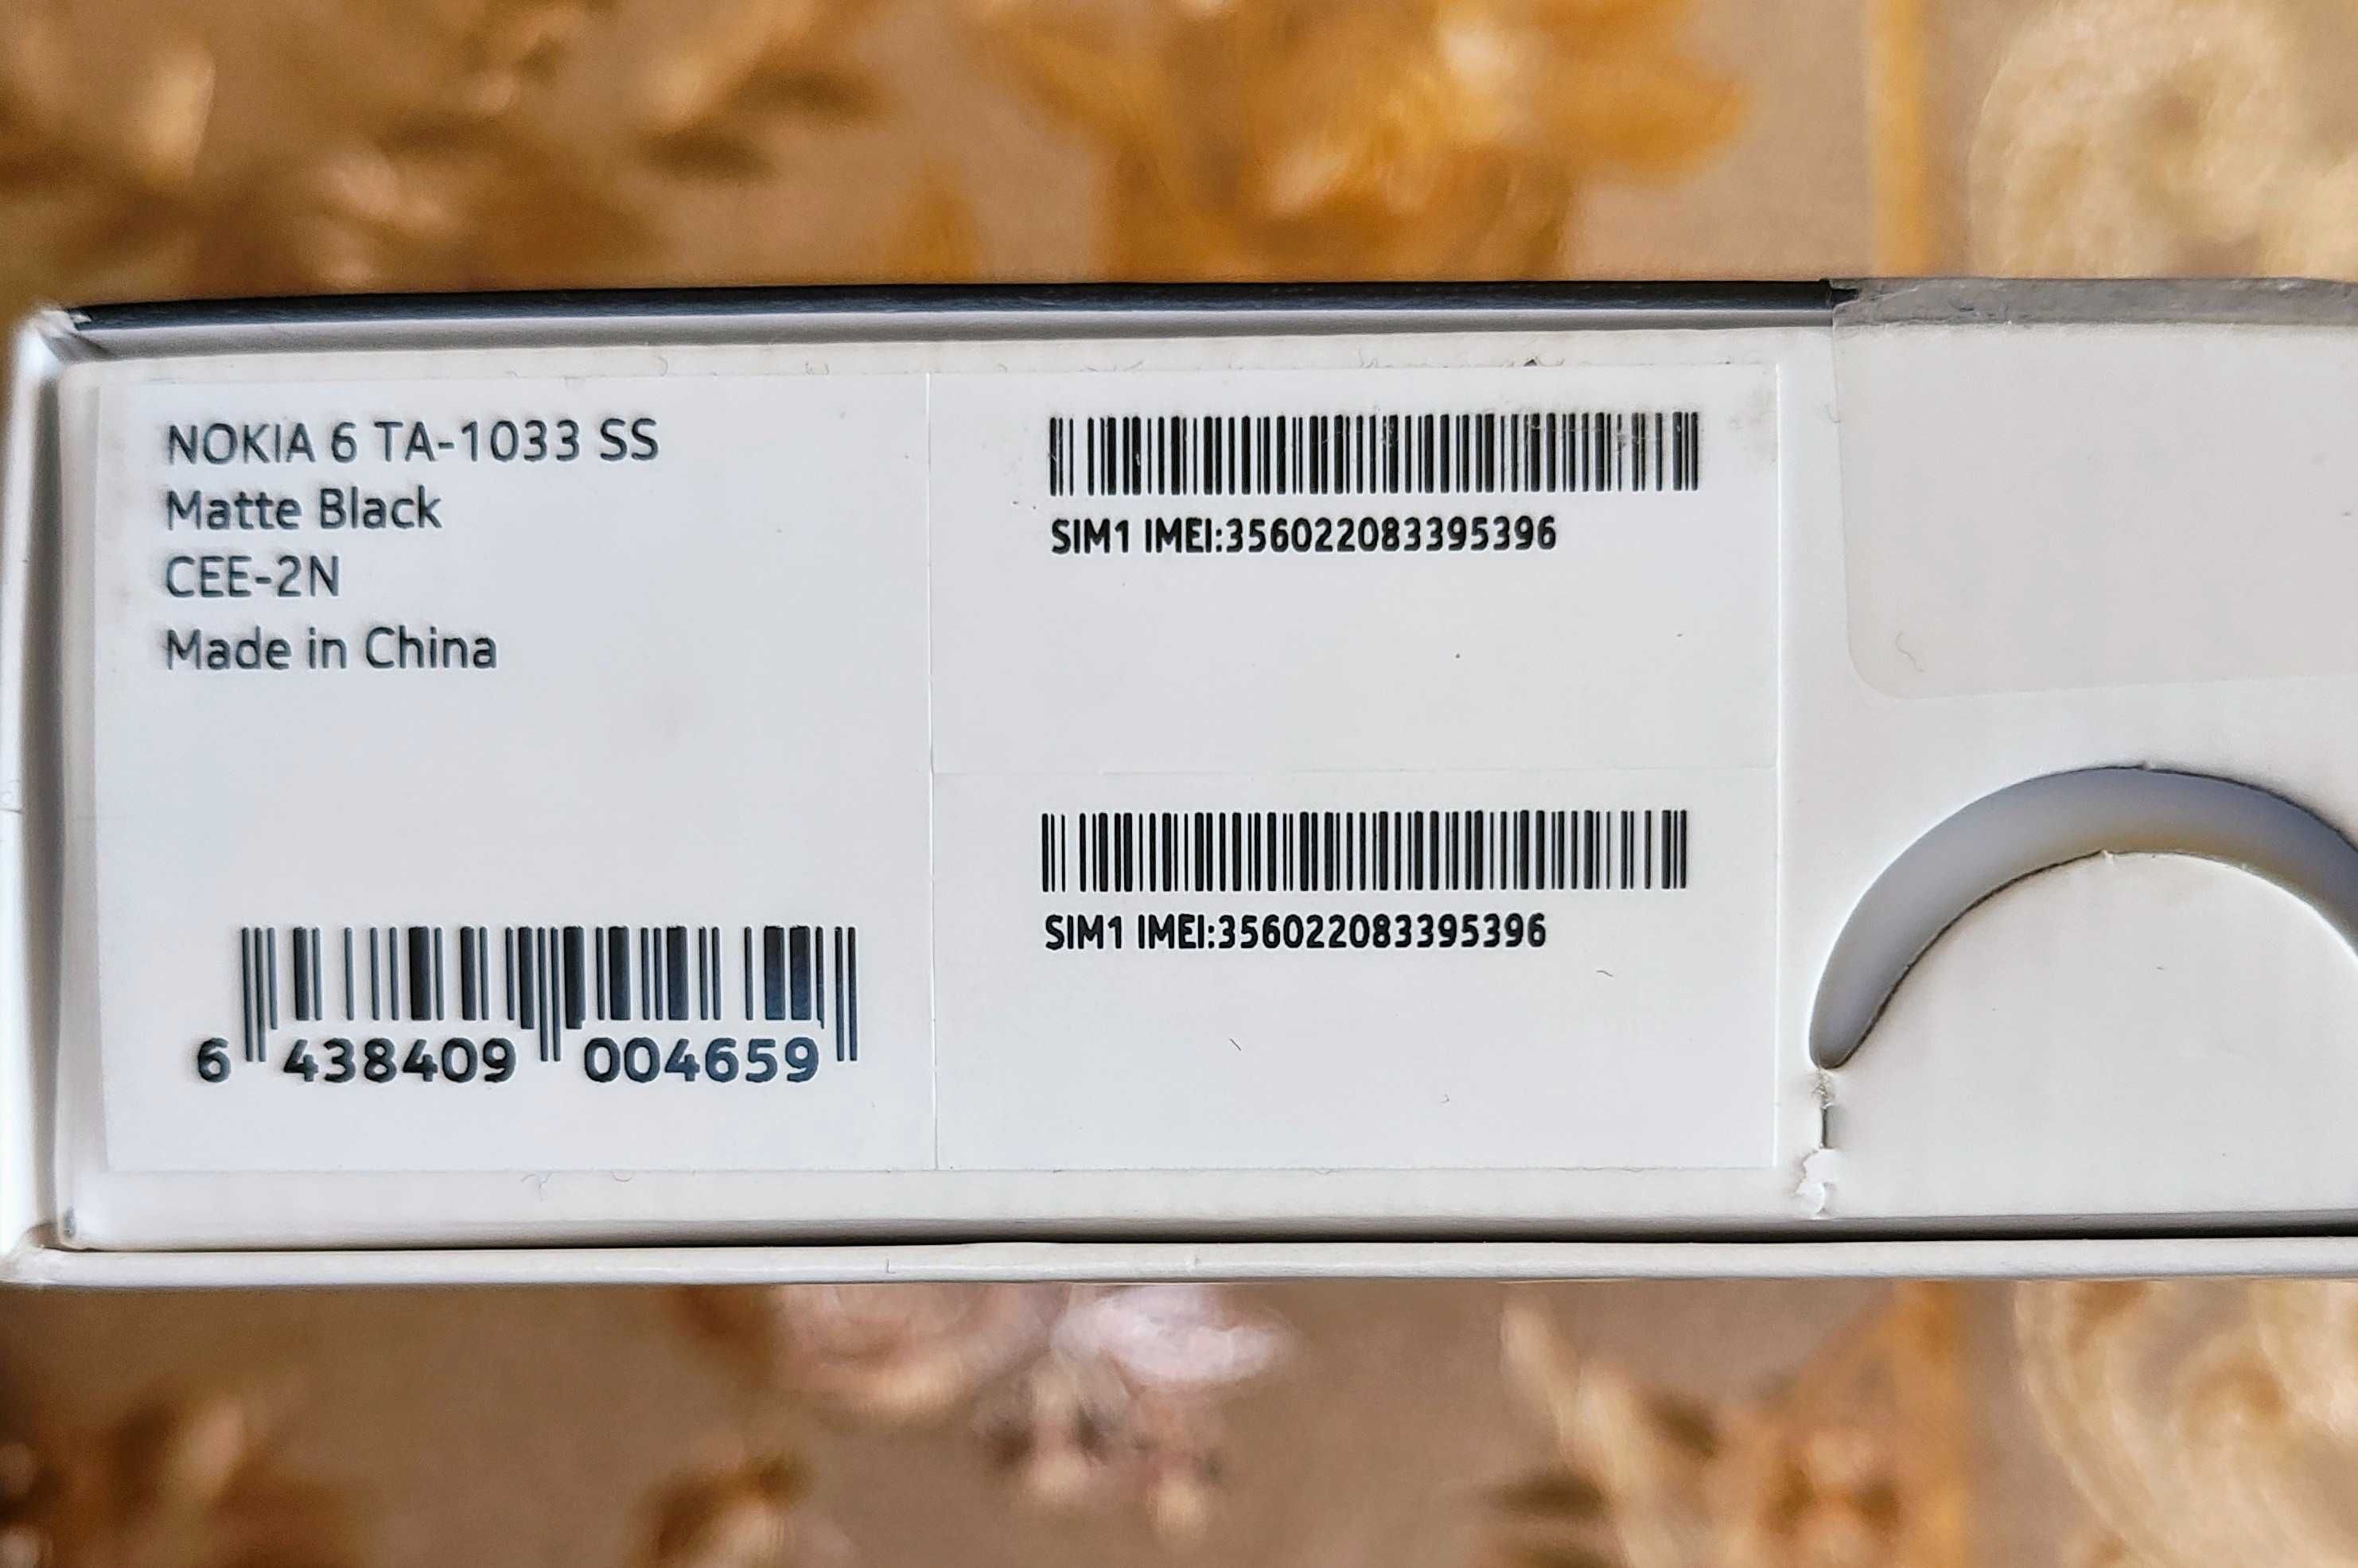 NOKIA 6 TA-1033 SS
Matte Black
CEE-2N
Made in China
6 438409 004659
SIM1 IMEI:356022083395396
SIM1 IMEI:356022083395396